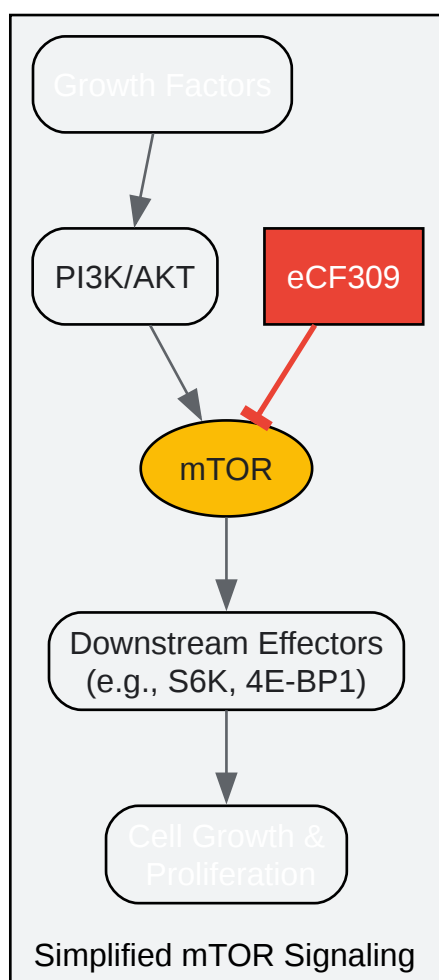 Growth Factors
PI3K/AKT
eCF309
mTOR
Downstream Effectors
(e.g., S6K, 4E-BP1)
Cell Growth &
Proliferation
Simplified mTOR Signaling